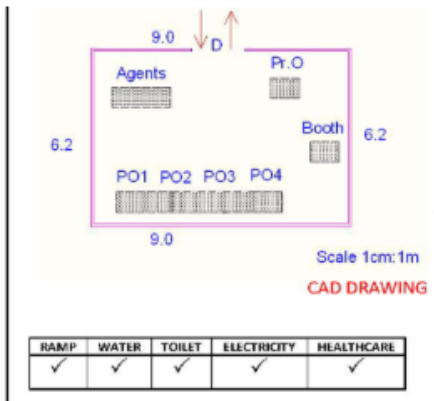 9.0 D
Agents Pr.O
6.2 Booth 6.2
PO1 PO2 PO3 PO4
9.0
Scale 1cm:1m
CAD DRAWING
RAMP WATER TOILET ELECTRICITY HEALTHCARE
✓ ✓ ✓ ✓ ✓